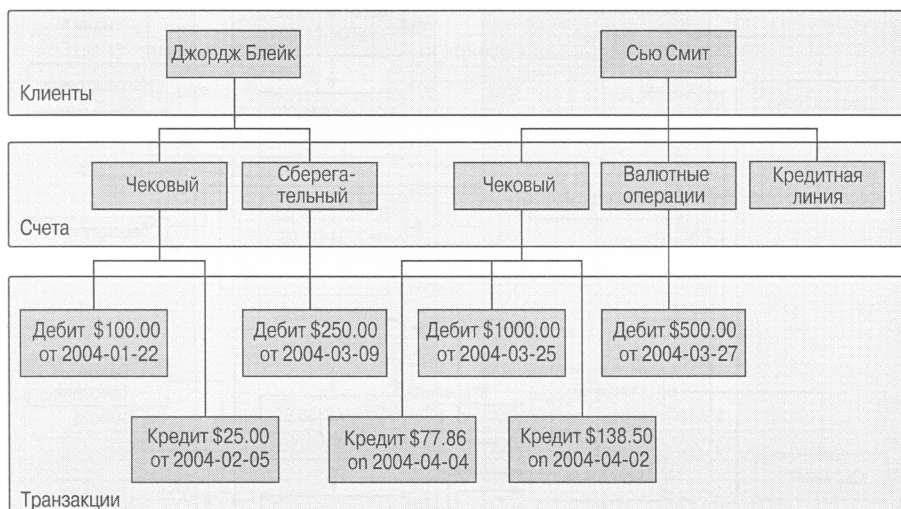 Джордж Блейк
Сью Смит
Клиенты
Чековый
Сберега-
тельный
Чековый
Валютные
операции
Кредитная
линия
Счета
Дебит $100.00
от 2004-01-22
Дебит $250.00
от 2004-03-09
Дебит $1000.00
от 2004-03-25
Дебит $500.00
от 2004-03-27
Кредит $25.00
от 2004-02-05
Кредит $77.86
on 2004-04-04
Кредит $138.50
on 2004-04-02
Транзакции